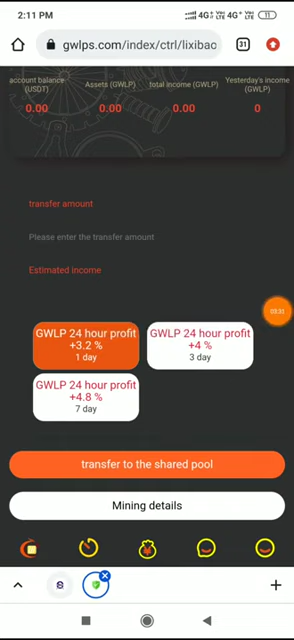 2:11 PM
4G+ VoLTE 4G+ VoLTE 11
gwlps.com/index/ctrl/lixibao
31
account balance (USDT)
Assets (GWLP)
total income (GWLP)
Yesterday's income (GWLP)
0.00
0.00
0.00
0
transfer amount
Please enter the transfer amount
Estimated income
GWLP 24 hour profit
+3.2 %
1 day
GWLP 24 hour profit
+4 %
3 day
GWLP 24 hour profit
+4.8 %
7 day
transfer to the shared pool
Mining details